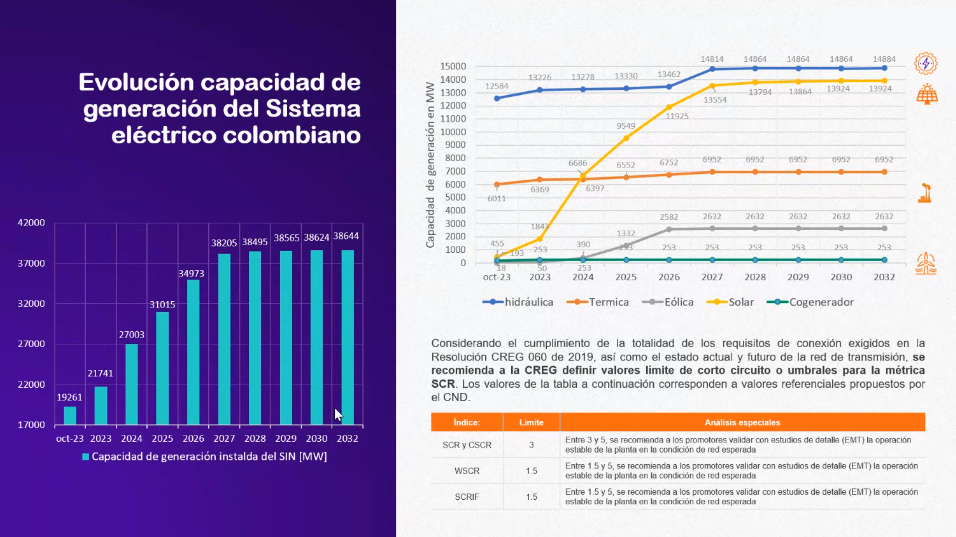 Evolución capacidad de
generación del Sistema
eléctrico colombiano
42000
37000
32000
27000
22000
17000
19261
21741
27003
31015
34973
38205
38495
38565
38624
38644
oct-23 2023 2024 2025 2026 2027 2028 2029 2030 2032
Capacidad de generación instalda del SIN [MW]
Capacidad de generación en MW
15000
14000
13000
12000
11000
10000
9000
8000
7000
6000
5000
4000
3000
2000
1000
0
12584 13226 13278 13330 13462 14814 14864 14864 14864 14884
455 1842 6686 9549 11925 13554 13794 13864 13924 13924
6011 6369 6397 6552 6752 6952 6952 6952 6952 6952
18 50 390 1332 2582 2632 2632 2632 2632 2632
193 253 253 253 253 253 253 253 253
oct-23 2023 2024 2025 2026 2027 2028 2029 2030 2032
hidráulica Termica Eólica Solar Cogenerador
Considerando el cumplimiento de la totalidad de los requisitos de conexión exigidos en la
Resolución CREG 060 de 2019, así como el estado actual y futuro de la red de transmisión, se
recomienda a la CREG definir valores límite de corto circuito o umbrales para la métrica
SCR. Los valores de la tabla a continuación corresponden a valores referenciales propuestos por
el CND.
Índice: Limite Análisis especiales
SCR y CSCR 3 Entre 3 y 5, se recomienda a los promotores validar con estudios de detalle (EMT) la operación
estable de la planta en la condición de red esperada
WSCR 1.5 Entre 1.5 y 5, se recomienda a los promotores validar con estudios de detalle (EMT) la operación
estable de la planta en la condición de red esperada
SCRIF 1.5 Entre 1.5 y 5, se recomienda a los promotores validar con estudios de detalle (EMT) la operación
estable de la planta en la condición de red esperada